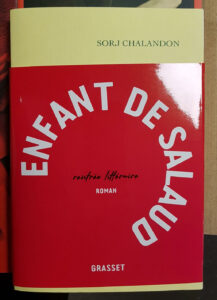 SORJ CHALANDON
ENFANT DE SALAUD
rentrée littéraire
ROMAN
GRASSET